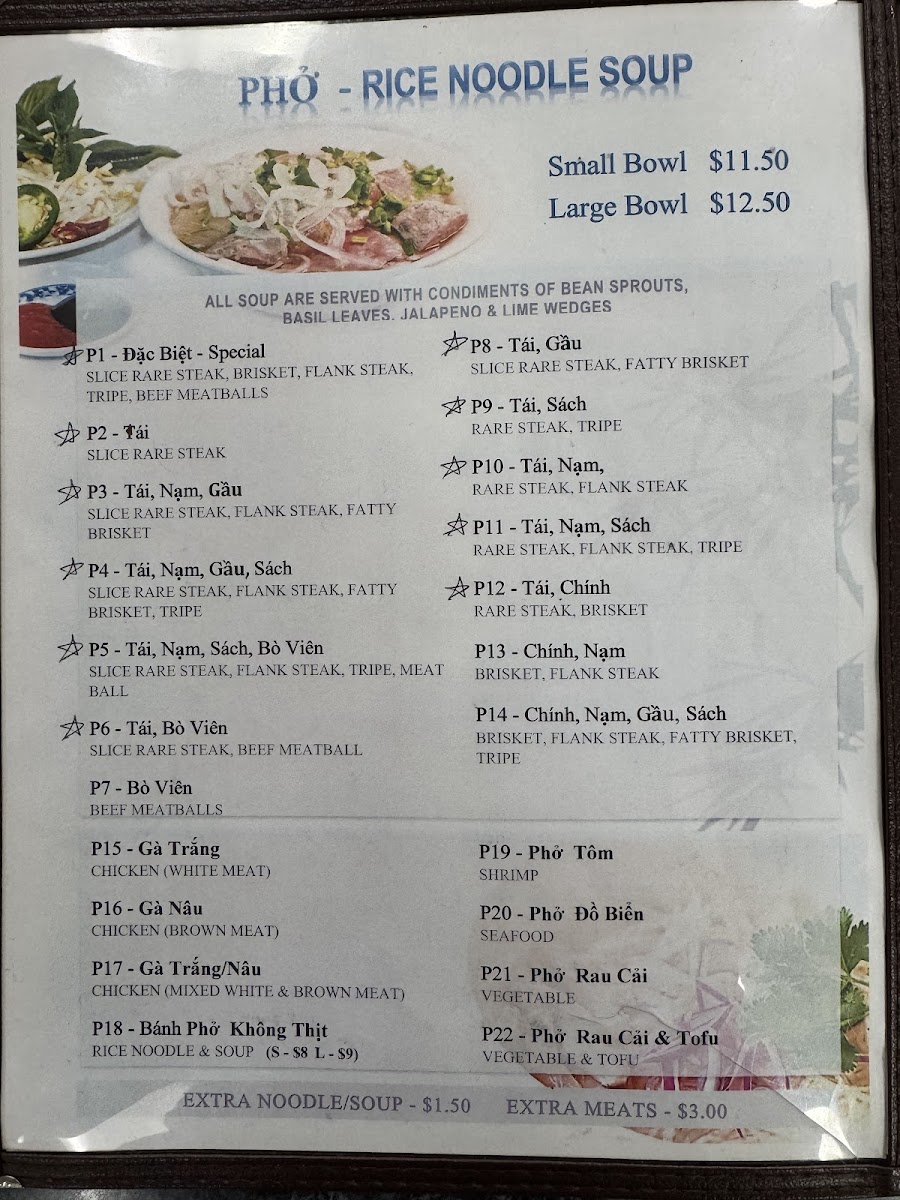 PHỞ - RICE NOODLE SOUP
Small Bowl $11.50
Large Bowl $12.50
ALL SOUP ARE SERVED WITH CONDIMENTS OF BEAN SPROUTS,
BASIL LEAVES. JALAPENO & LIME WEDGES
P1 - Đặc Biệt - Special
SLICE RARE STEAK, BRISKET, FLANK STEAK,
TRIPE, BEEF MEATBALLS
P2 - Tái
SLICE RARE STEAK
P3 - Tái, Nạm, Gầu
SLICE RARE STEAK, FLANK STEAK, FATTY
BRISKET
P4 - Tái, Nạm, Gầu, Sách
SLICE RARE STEAK, FLANK STEAK, FATTY
BRISKET, TRIPE
P5 - Tái, Nạm, Sách, Bò Viên
SLICE RARE STEAK, FLANK STEAK, TRIPE, MEAT
BALL
P6 - Tái, Bò Viên
SLICE RARE STEAK, BEEF MEATBALL
P7 - Bò Viên
BEEF MEATBALLS
P8 - Tái, Gầu
SLICE RARE STEAK, FATTY BRISKET
P9 - Tái, Sách
RARE STEAK, TRIPE
P10 - Tái, Nạm,
RARE STEAK, FLANK STEAK
P11 - Tái, Nạm, Sách
RARE STEAK, FLANK STEAK, TRIPE
P12 - Tái, Chính
RARE STEAK, BRISKET
P13 - Chính, Nạm
BRISKET, FLANK STEAK
P14 - Chính, Nạm, Gầu, Sách
BRISKET, FLANK STEAK, FATTY BRISKET,
TRIPE
P15 - Gà Trắng
CHICKEN (WHITE MEAT)
P16 - Gà Nâu
CHICKEN (BROWN MEAT)
P17 - Gà Trắng/Nâu
CHICKEN (MIXED WHITE & BROWN MEAT)
P18 - Bánh Phở Không Thịt
RICE NOODLE & SOUP (S - $8 L - $9)
P19 - Phở Tôm
SHRIMP
P20 - Phở Đồ Biển
SEAFOOD
P21 - Phở Rau Cải
VEGETABLE
P22 - Phở Rau Cải & Tofu
VEGETABLE & TOFU
EXTRA NOODLE/SOUP - $1.50 EXTRA MEATS - $3.00